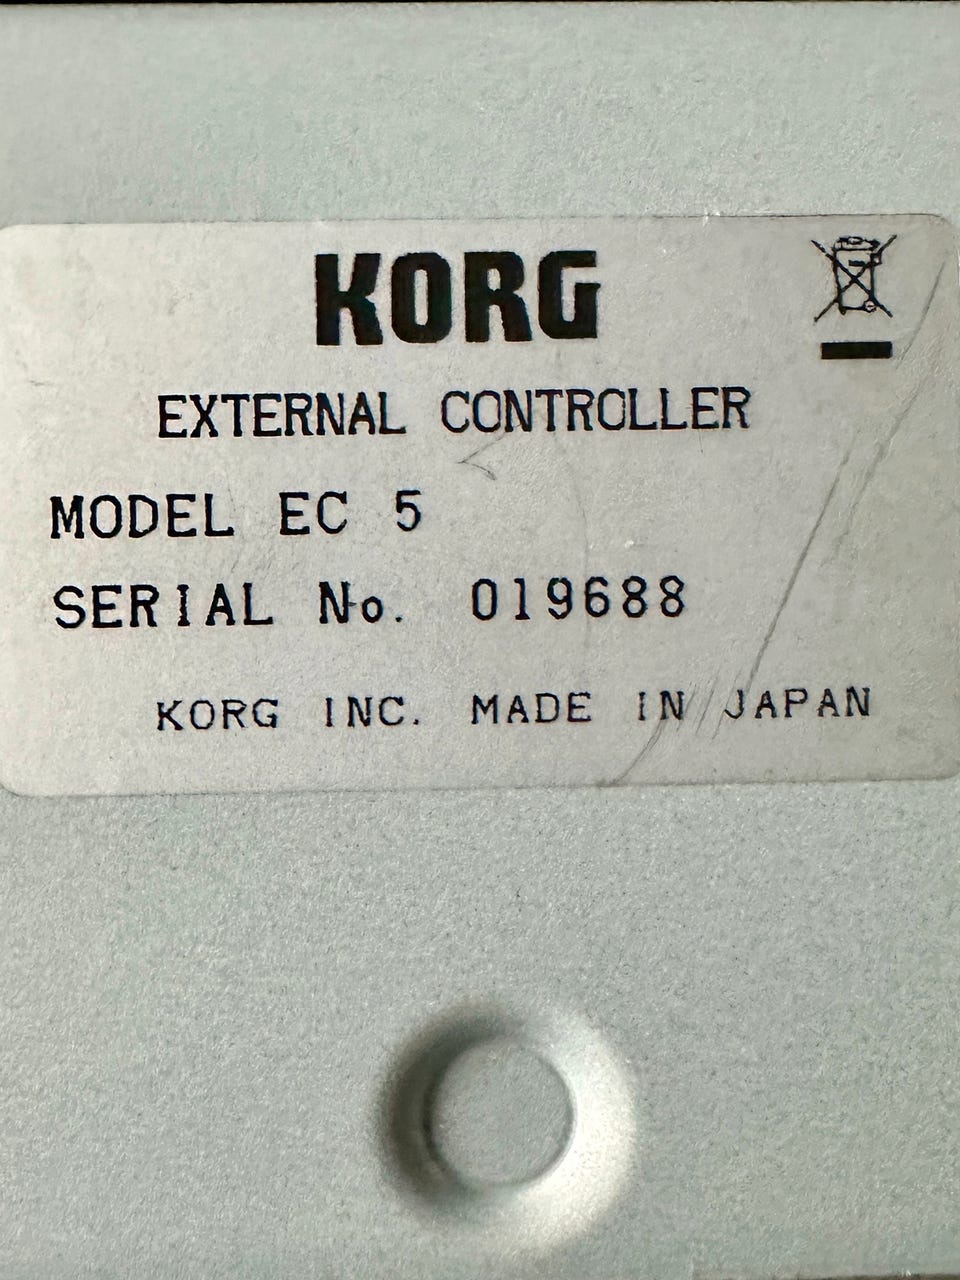 KORG
EXTERNAL CONTROLLER
MODEL EC 5
SERIAL No. 019688
KORG INC. MADE IN JAPAN